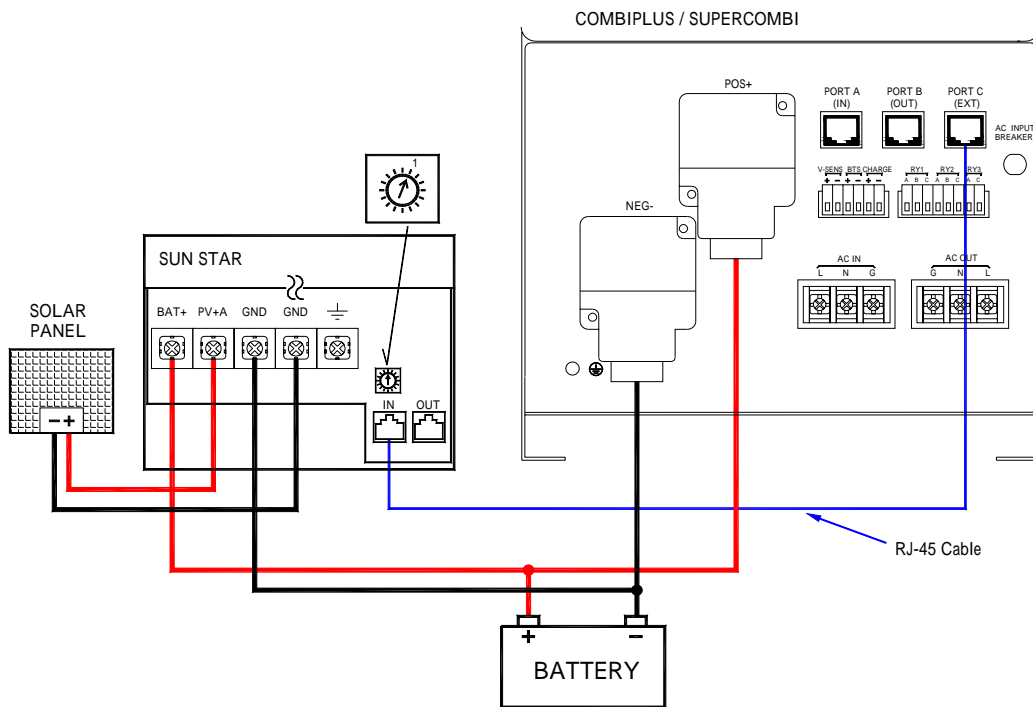 COMBIPLUS / SUPERCOMBI
POS+
PORT A
(IN)
PORT B
(OUT)
PORT C
(EXT)
AC INPUT
BREAKER
V-SENS BTS CHARGE
+ - + - + -
RY1 RY2 RY3
A B C A B C A C
NEG-
AC IN
L N G
AC OUT
G N L
1
SUN STAR
BAT+ PV+A GND GND
IN OUT
SOLAR
PANEL
- +
RJ-45 Cable
+ -
BATTERY